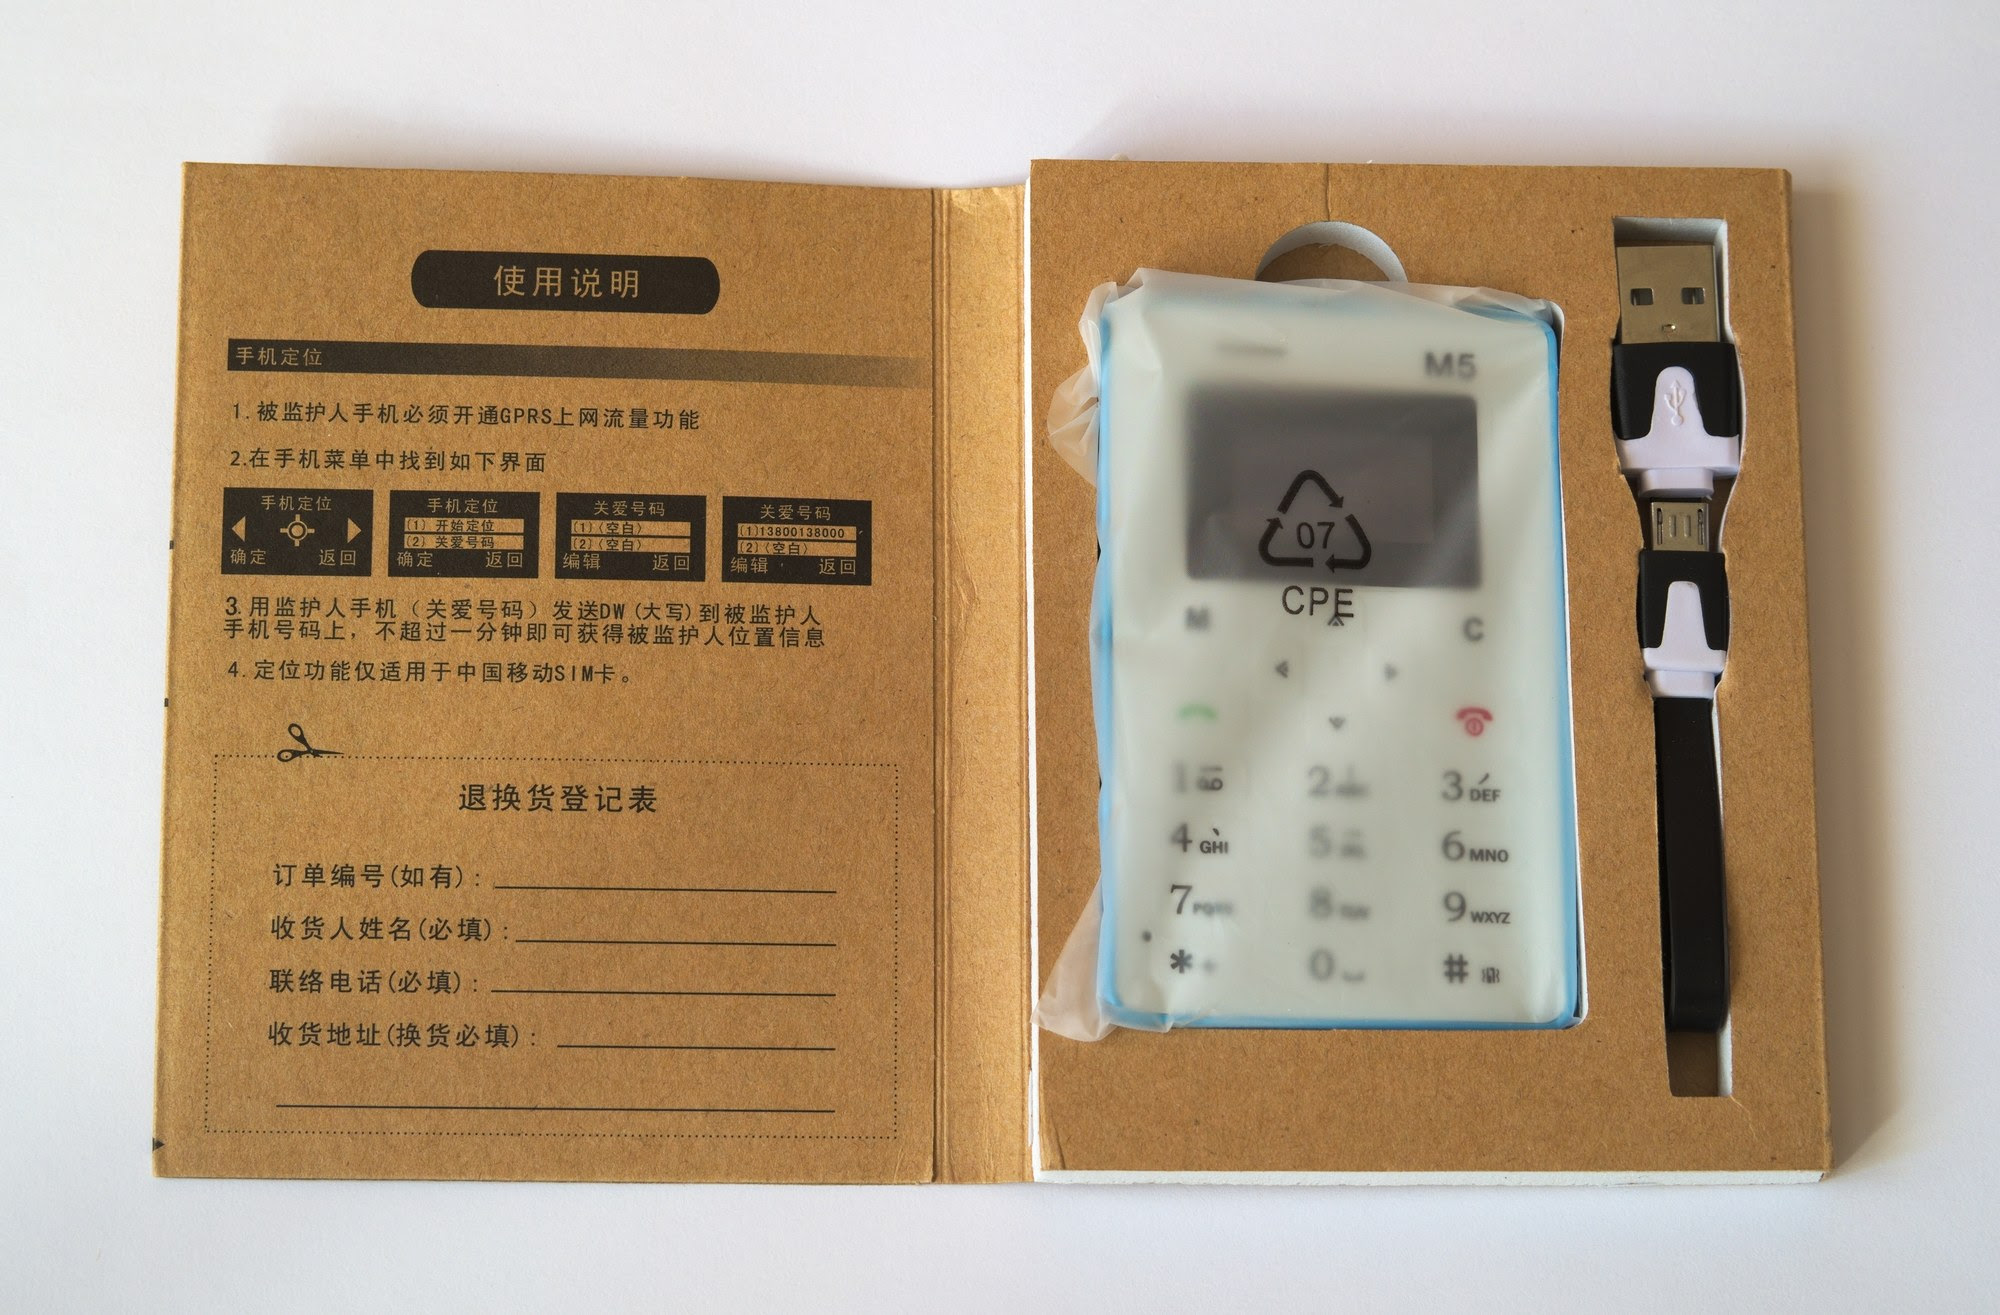 使用说明
手机定位
1. 被监护人手机必须开通GPRS上网流量功能
2.在手机菜单中找到如下界面
手机定位
确定 返回
手机定位
(1) 开始定位
(2) 关爱号码
确定 返回
关爱号码
(1)(空白)
(2)(空白)
编辑 返回
关爱号码
(1)13800138000
(2)(空白)
编辑 返回
3.用监护人手机（关爱号码）发送DW(大写)到被监护人
手机号码上，不超过一分钟即可获得被监护人位置信息
4. 定位功能仅适用于中国移动SIM卡。
退换货登记表
订单编号(如有)：
收货人姓名(必填)：
联络电话(必填)：
收货地址(换货必填)：
M5
07
CPE
M C
1 2 3 DEF
4 GHI 5 6 MNO
7 8 9 WXYZ
* 0 #